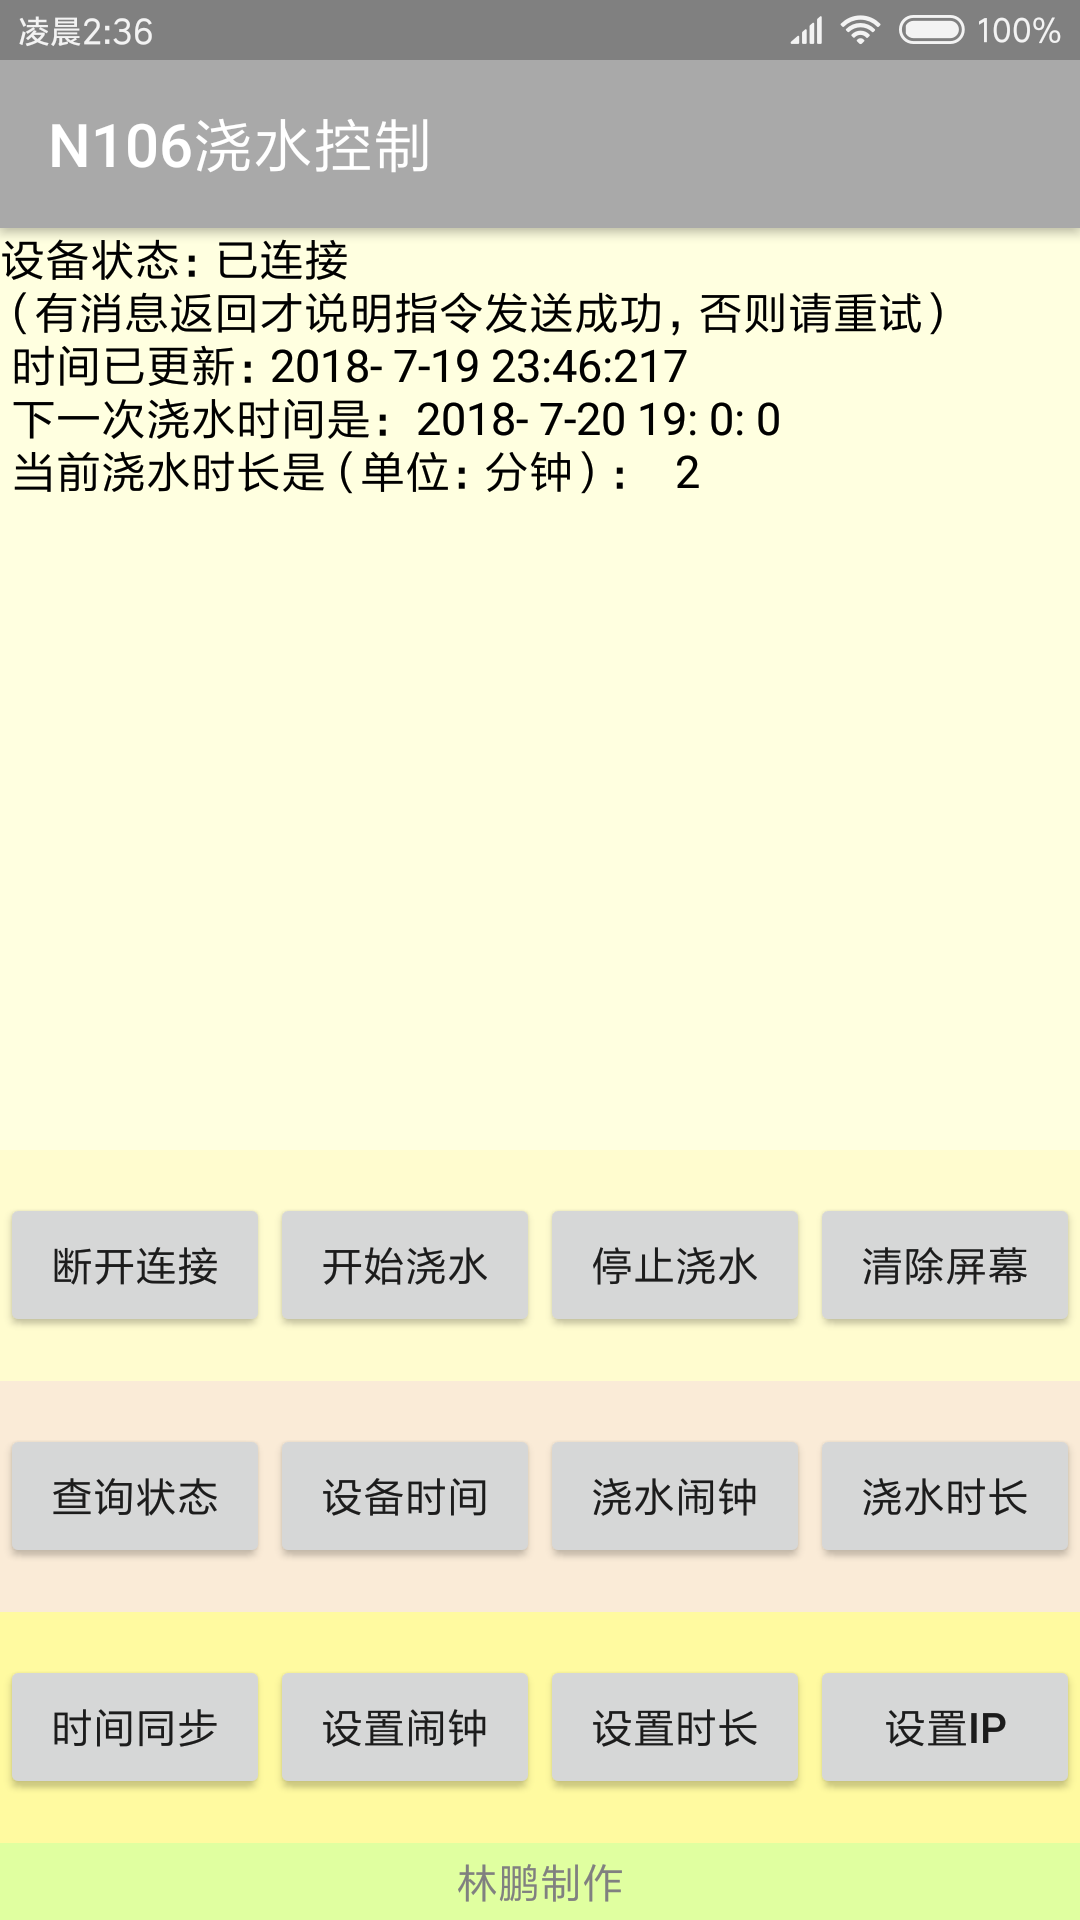 凌晨2:36 100%
N106浇水控制
设备状态：已连接
（有消息返回才说明指令发送成功，否则请重试）
时间已更新：2018- 7-19 23:46:217
下一次浇水时间是：2018- 7-20 19: 0: 0
当前浇水时长是（单位：分钟）： 2
断开连接 开始浇水 停止浇水 清除屏幕
查询状态 设备时间 浇水闹钟 浇水时长
时间同步 设置闹钟 设置时长 设置IP
林鹏制作